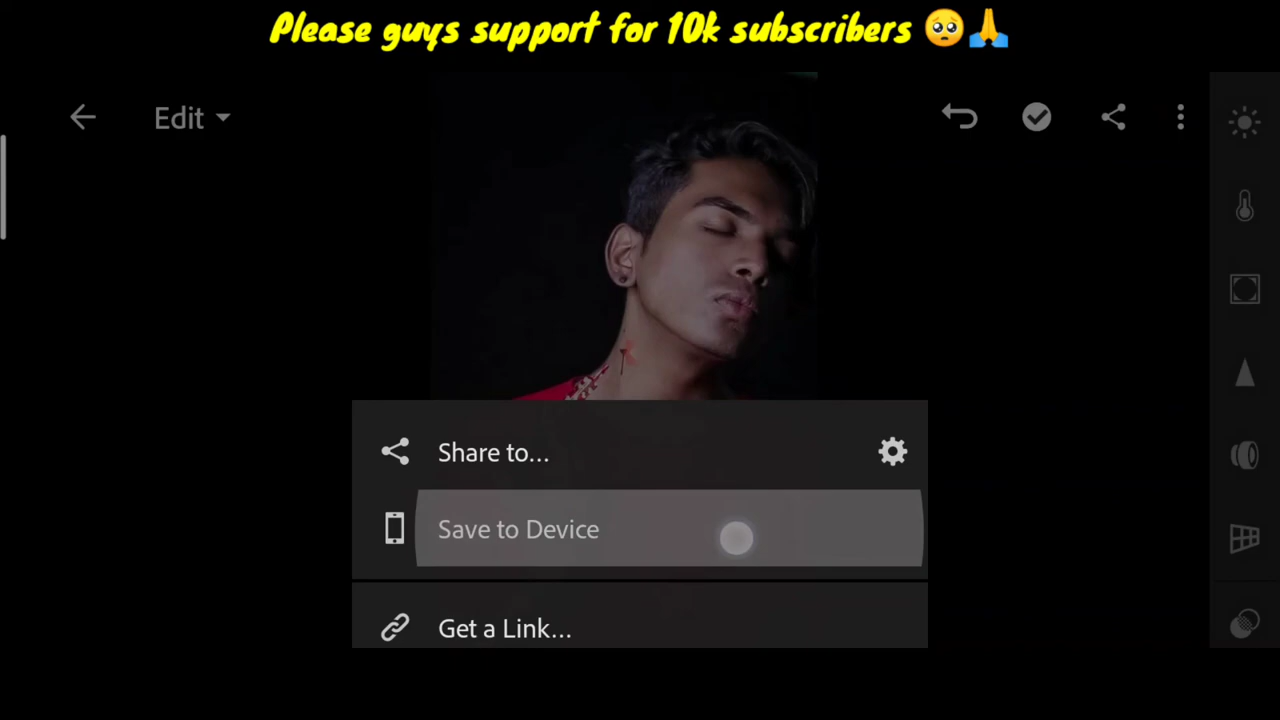 Please guys support for 10k subscribers 🥺🙏
Edit
Share to...
Save to Device
Get a Link...